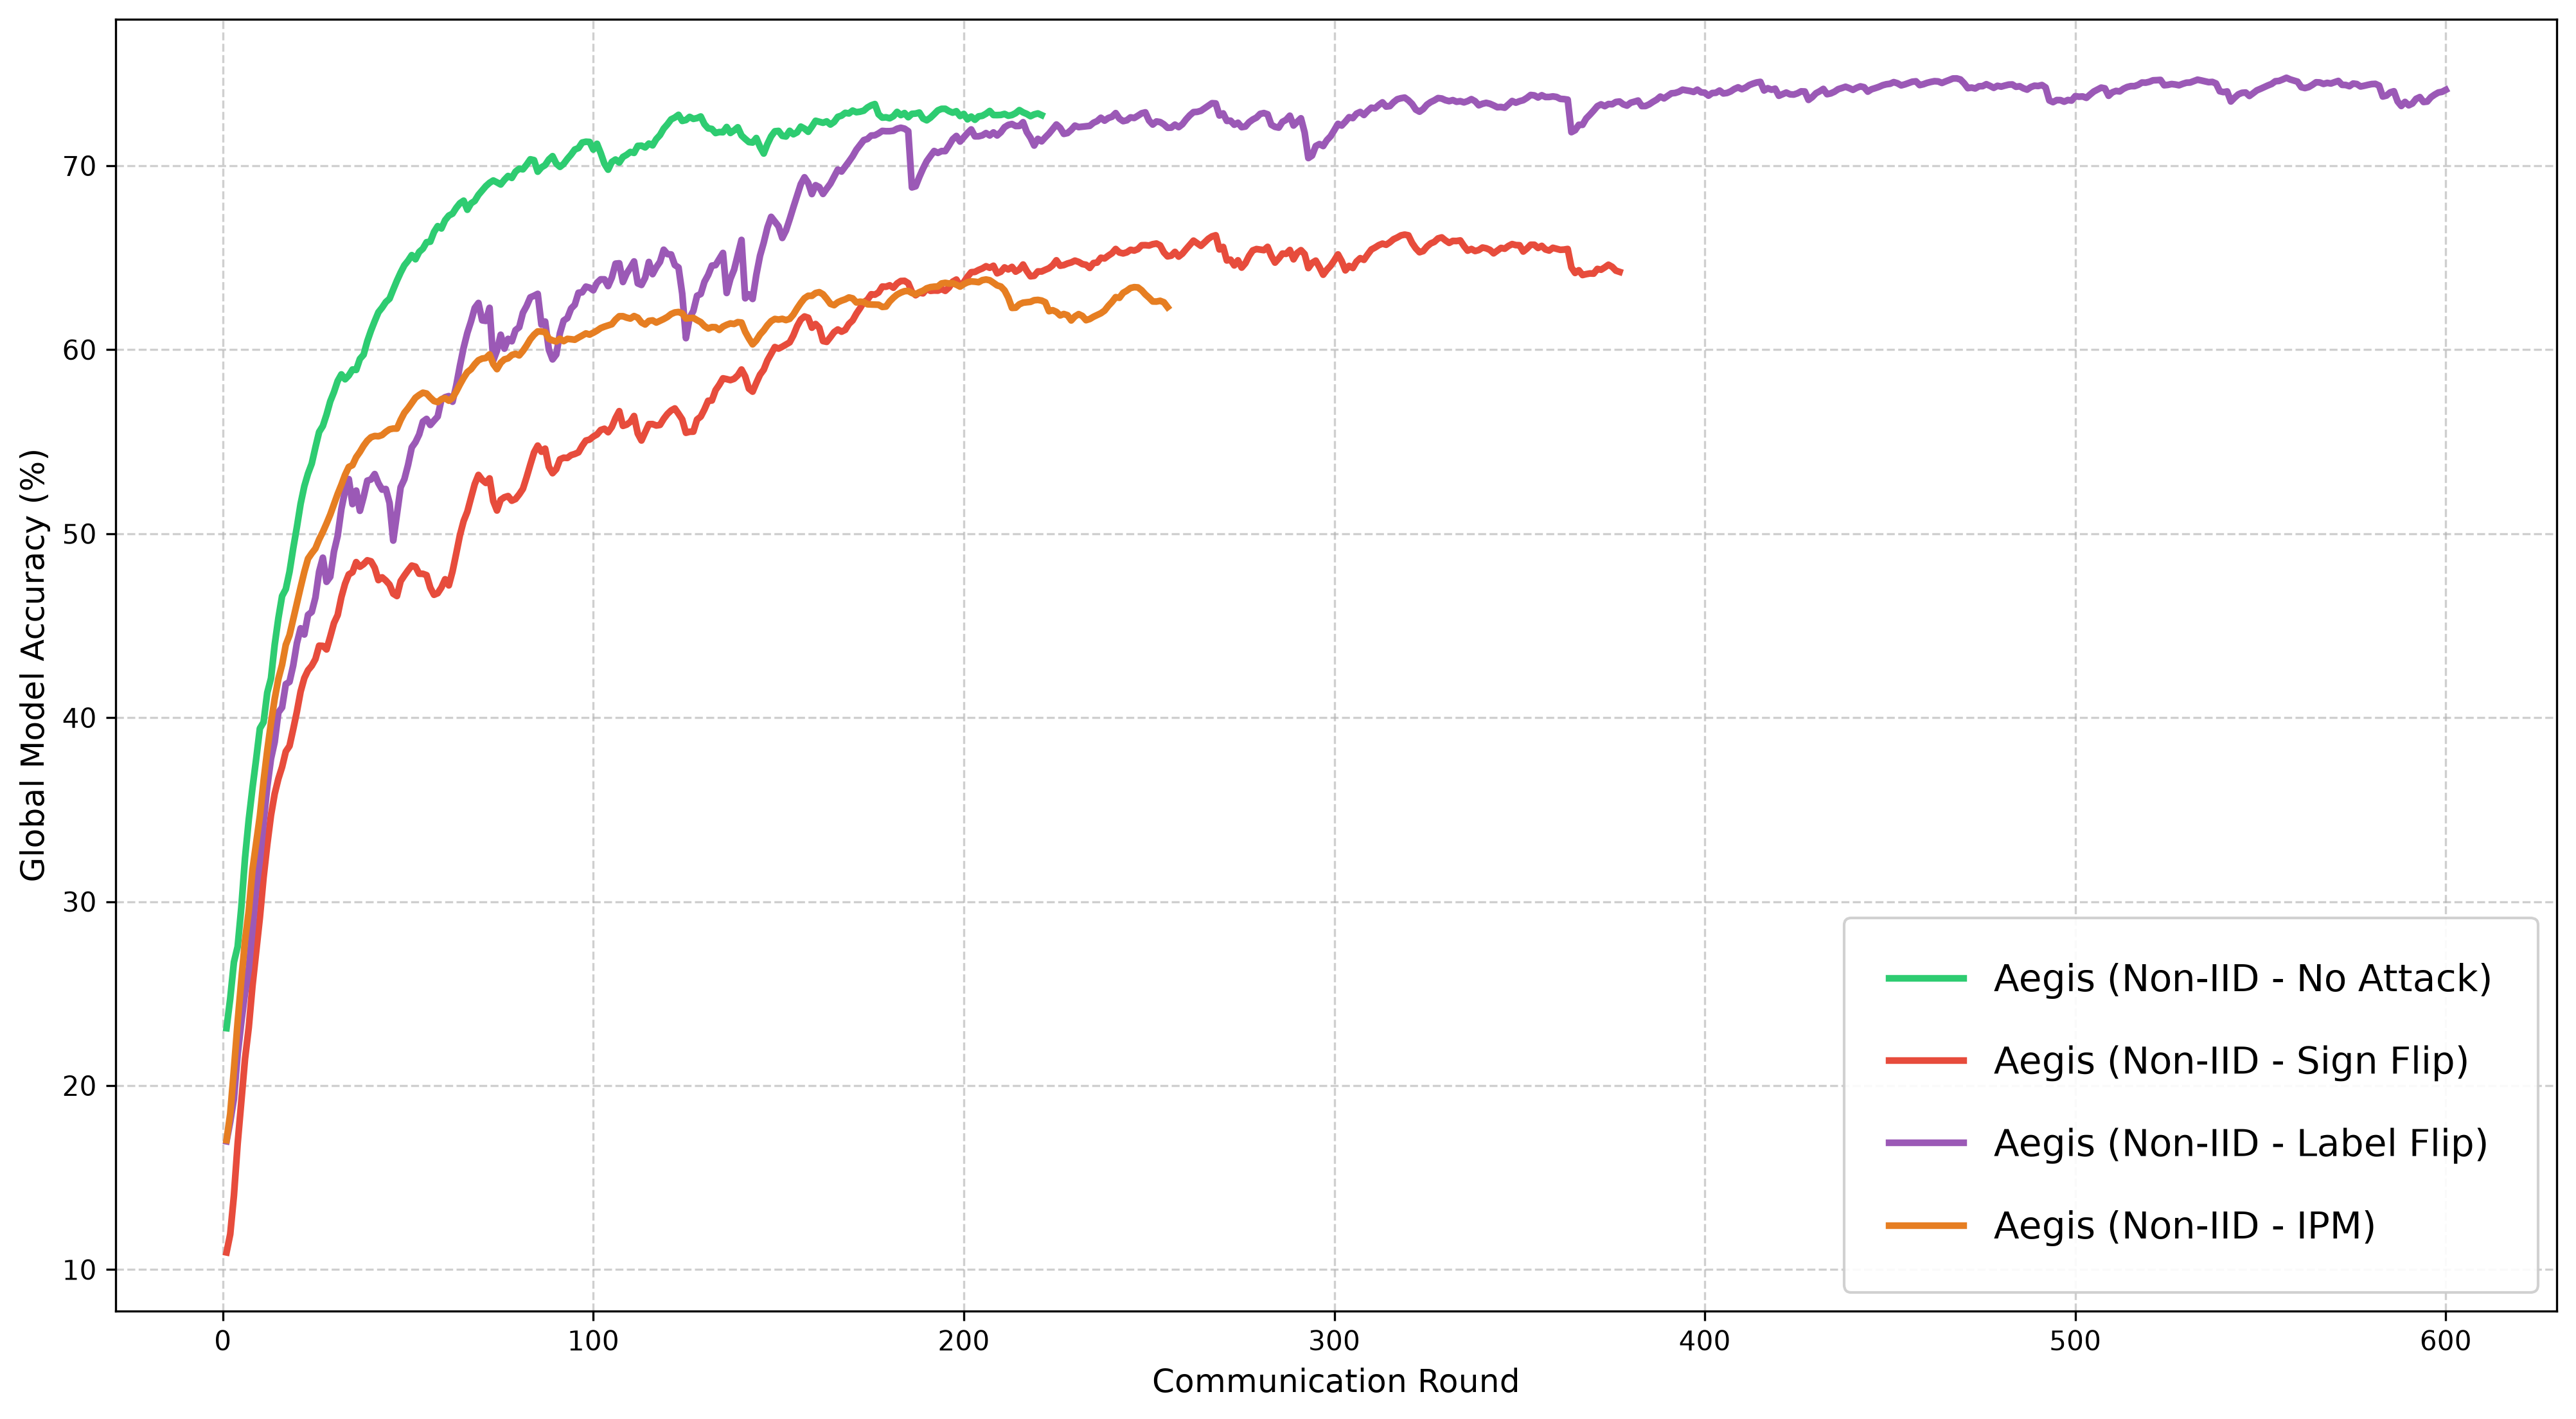 Global Model Accuracy (%)
70
60
50
40
30
20
10
0
100
200
300
400
500
600
Communication Round
Aegis (Non-IID - No Attack)
Aegis (Non-IID - Sign Flip)
Aegis (Non-IID - Label Flip)
Aegis (Non-IID - IPM)